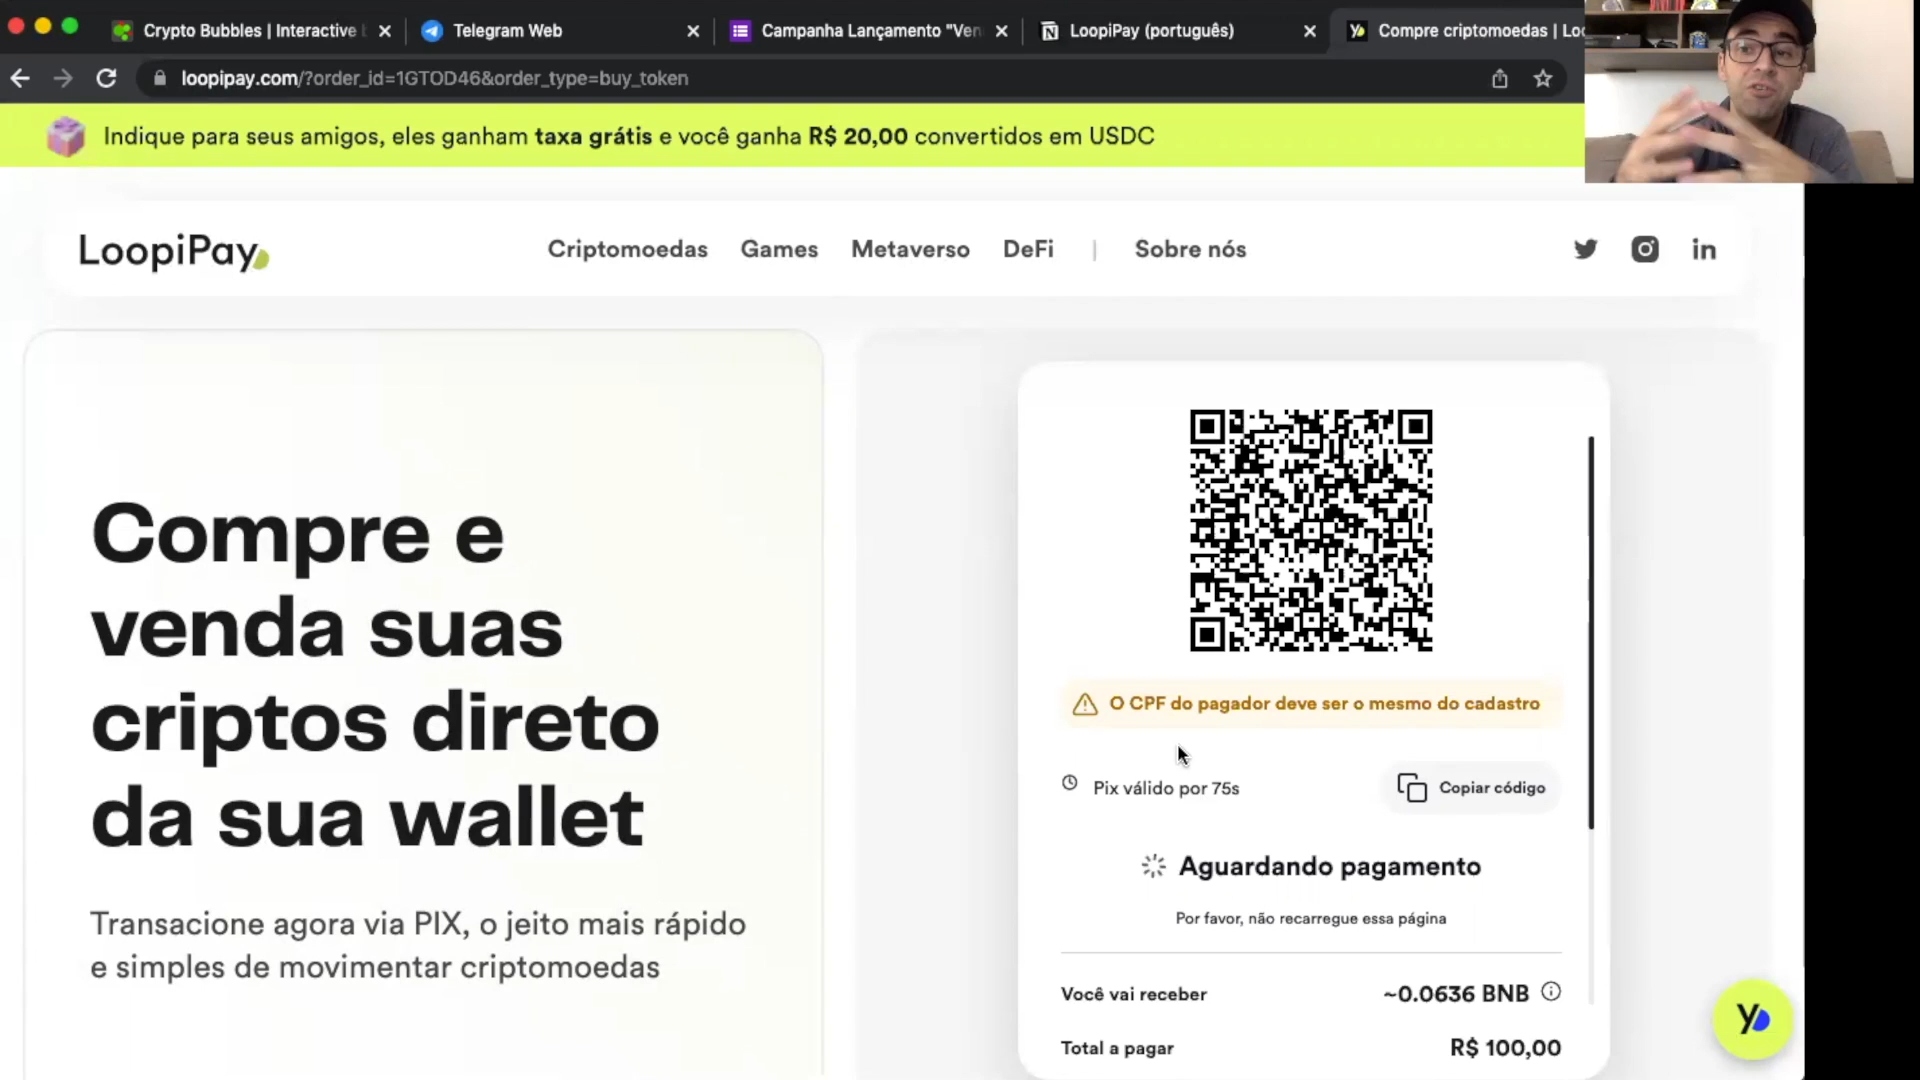 Crypto Bubbles | Interactive
Telegram Web
Campanha Lançamento "Ven
LoopiPay (português)
Compre criptomoedas | Lo
loopipay.com/?order_id=1GTOD46&order_type=buy_token
Indique para seus amigos, eles ganham taxa grátis e você ganha R$ 20,00 convertidos em USDC
LoopiPay
Criptomoedas
Games
Metaverso
DeFi
|
Sobre nós
Compre e
venda suas
criptos direto
da sua wallet
Transacione agora via PIX, o jeito mais rápido
e simples de movimentar criptomoedas
O CPF do pagador deve ser o mesmo do cadastro
Pix válido por 75s
Copiar código
Aguardando pagamento
Por favor, não recarregue essa página
Você vai receber
~0.0636 BNB
Total a pagar
R$ 100,00